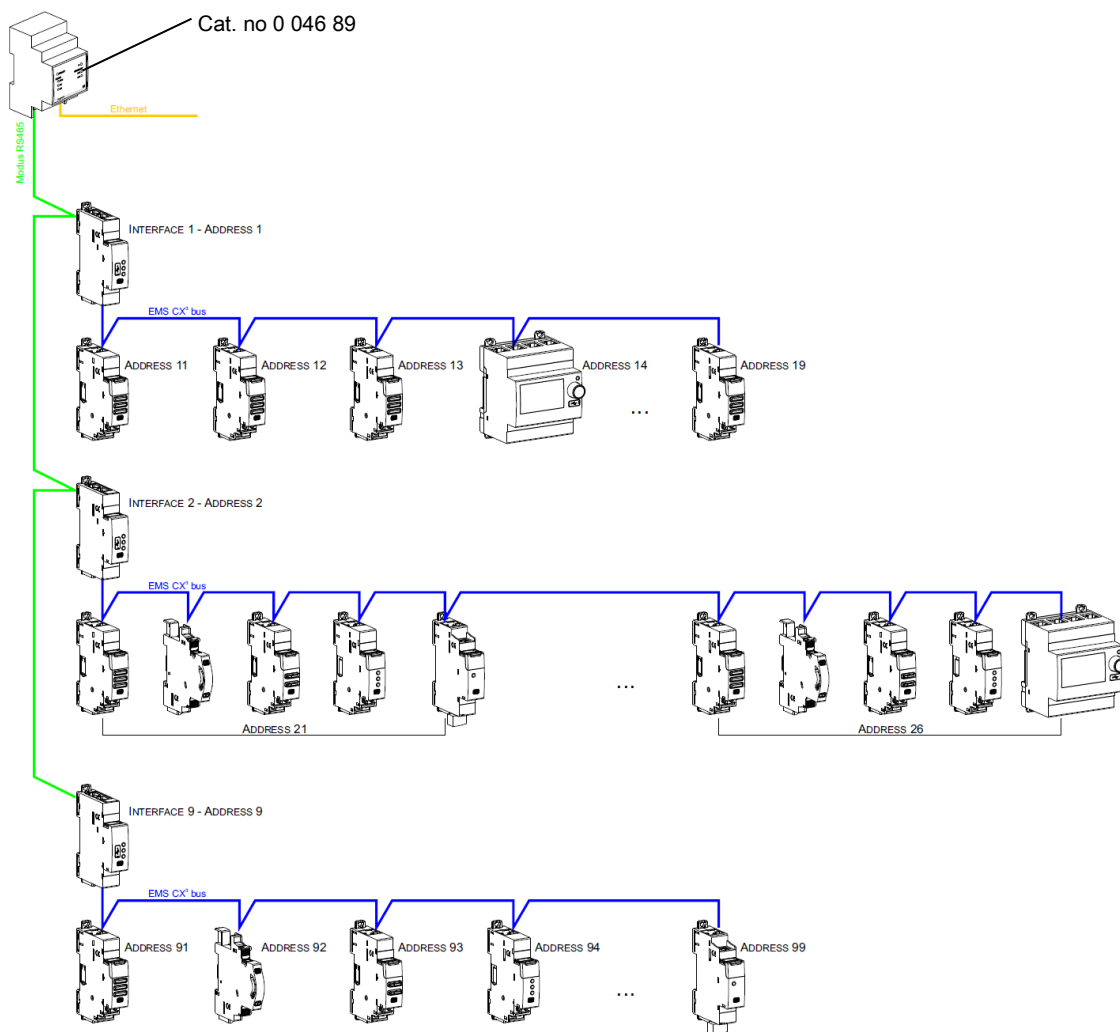 Cat. no 0 046 89
Ethernet
Modus RS485
INTERFACE 1 - ADDRESS 1
EMS CX³ bus
ADDRESS 11
ADDRESS 12
ADDRESS 13
ADDRESS 14
ADDRESS 19
...
INTERFACE 2 - ADDRESS 2
EMS CX³ bus
...
ADDRESS 21
ADDRESS 26
INTERFACE 9 - ADDRESS 9
EMS CX³ bus
ADDRESS 91
ADDRESS 92
ADDRESS 93
ADDRESS 94
ADDRESS 99
...